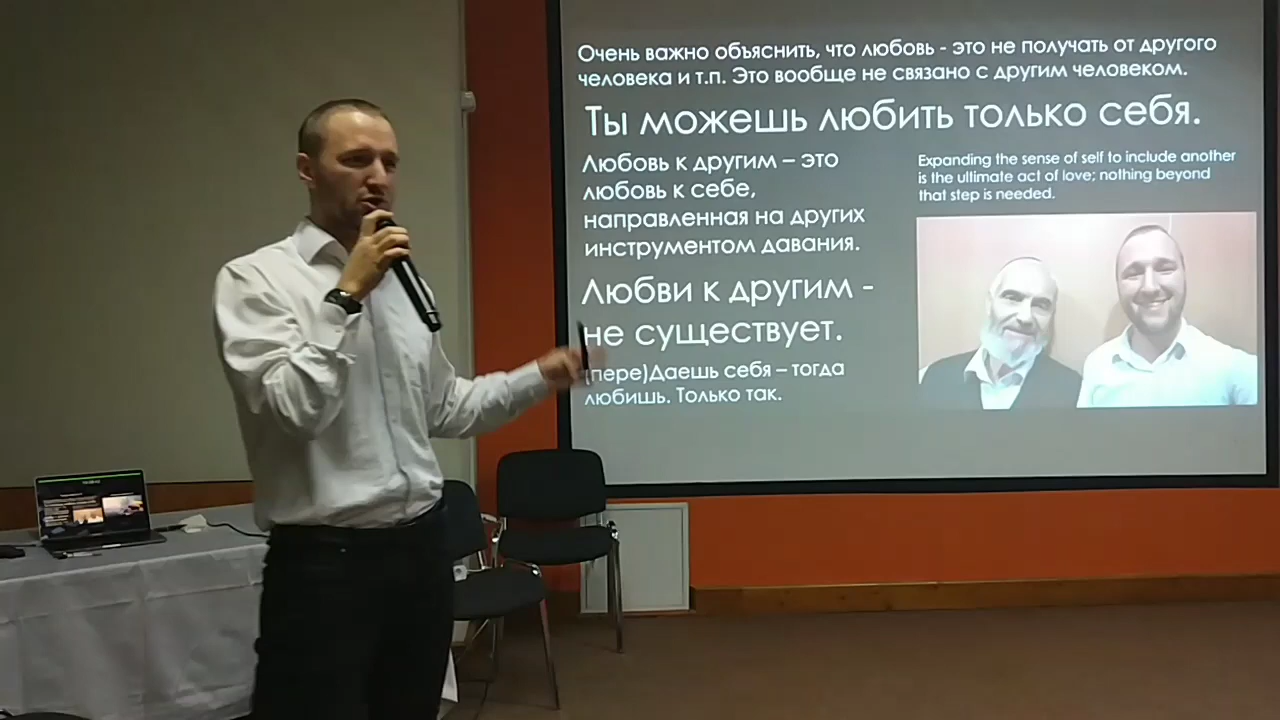 Очень важно объяснить, что любовь - это не получать от другого
человека и т.п. Это вообще не связано с другим человеком.
Ты можешь любить только себя.
Любовь к другим – это
любовь к себе,
направленная на других
инструментом давания.
Любви к другим -
не существует.
(пере)Даешь себя – тогда
любишь. Только так.
Expanding the sense of self to include another
is the ultimate act of love; nothing beyond
that step is needed.